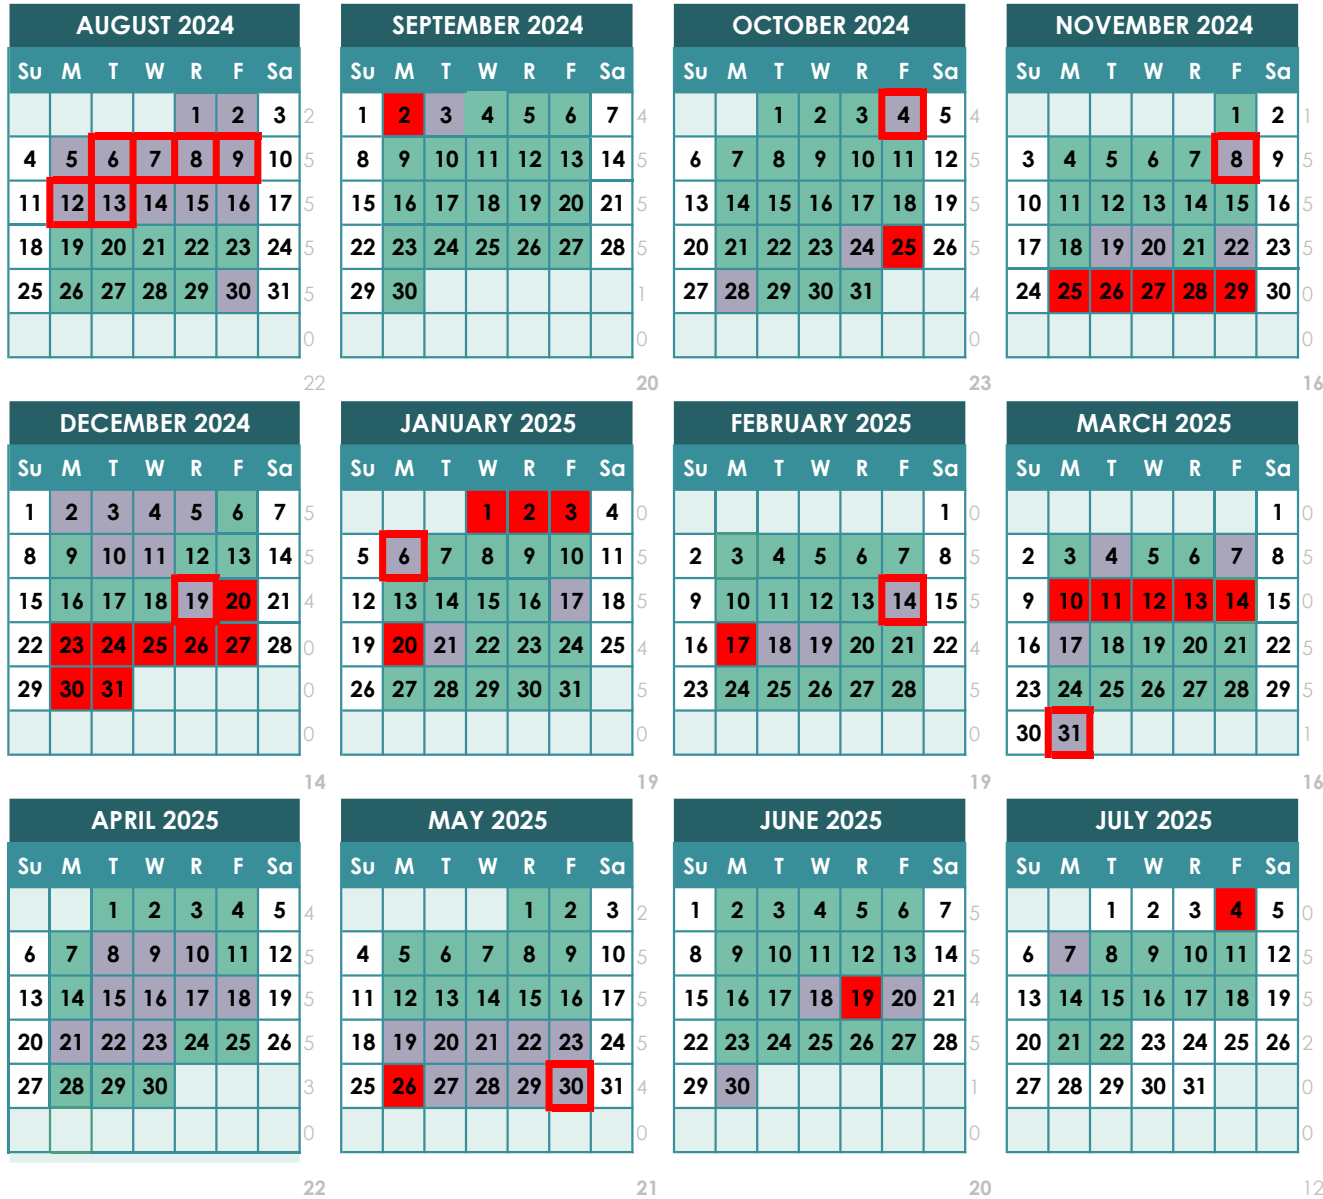 AUGUST 2024 SEPTEMBER 2024 OCTOBER 2024 NOVEMBER 2024
Su M T W R F Sa Su M T W R F Sa Su M T W R F Sa Su M T W R F Sa
1 2 3 2 1 2 3 4 5 6 7 4 1 2 3 4 5 4 1 2 1
4 5 6 7 8 9 10 5 8 9 10 11 12 13 14 5 6 7 8 9 10 11 12 5 3 4 5 6 7 8 9 5
11 12 13 14 15 16 17 5 15 16 17 18 19 20 21 5 13 14 15 16 17 18 19 5 10 11 12 13 14 15 16 5
18 19 20 21 22 23 24 5 22 23 24 25 26 27 28 5 20 21 22 23 24 25 26 5 17 18 19 20 21 22 23 5
25 26 27 28 29 30 31 5 29 30 1 27 28 29 30 31 4 24 25 26 27 28 29 30 0
0 0 0
22 20 23 16
DECEMBER 2024 JANUARY 2025 FEBRUARY 2025 MARCH 2025
Su M T W R F Sa Su M T W R F Sa Su M T W R F Sa Su M T W R F Sa
1 2 3 4 5 6 7 5 1 2 3 4 0 1 0 1 0
8 9 10 11 12 13 14 5 5 6 7 8 9 10 11 5 2 3 4 5 6 7 8 5 2 3 4 5 6 7 8 5
15 16 17 18 19 20 21 4 12 13 14 15 16 17 18 5 9 10 11 12 13 14 15 5 9 10 11 12 13 14 15 0
22 23 24 25 26 27 28 0 19 20 21 22 23 24 25 4 16 17 18 19 20 21 22 4 16 17 18 19 20 21 22 5
29 30 31 0 26 27 28 29 30 31 5 23 24 25 26 27 28 5 23 24 25 26 27 28 29 5
0 0 0 30 31 1
14 19 19 16
APRIL 2025 MAY 2025 JUNE 2025 JULY 2025
Su M T W R F Sa Su M T W R F Sa Su M T W R F Sa Su M T W R F Sa
1 2 3 4 5 4 1 2 3 2 1 2 3 4 5 6 7 5 1 2 3 4 5 0
6 7 8 9 10 11 12 5 4 5 6 7 8 9 10 5 8 9 10 11 12 13 14 5 6 7 8 9 10 11 12 5
13 14 15 16 17 18 19 5 11 12 13 14 15 16 17 5 15 16 17 18 19 20 21 4 13 14 15 16 17 18 19 5
20 21 22 23 24 25 26 5 18 19 20 21 22 23 24 5 22 23 24 25 26 27 28 5 20 21 22 23 24 25 26 2
27 28 29 30 3 25 26 27 28 29 30 31 4 29 30 1 27 28 29 30 31 0
0 0 0 0
22 21 20 12